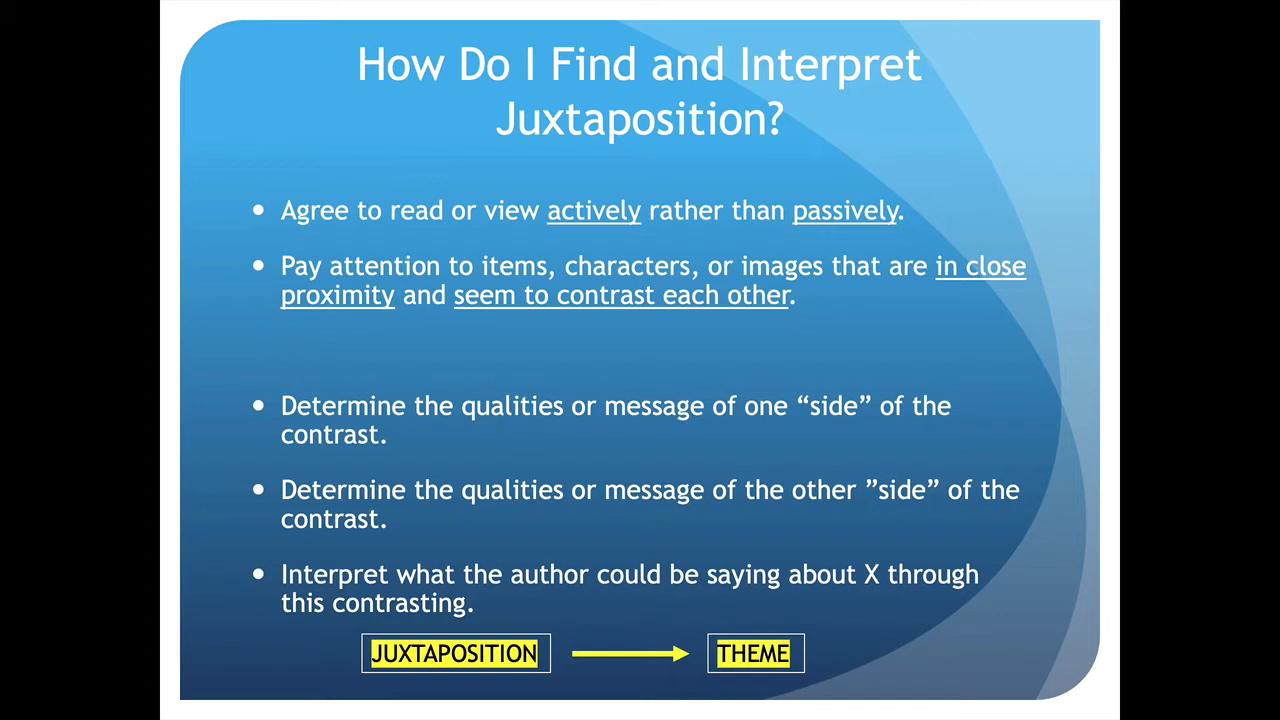 How Do I Find and Interpret
Juxtaposition?
• Agree to read or view actively rather than passively.
• Pay attention to items, characters, or images that are in close
proximity and seem to contrast each other.
• Determine the qualities or message of one “side” of the
contrast.
• Determine the qualities or message of the other ”side” of the
contrast.
• Interpret what the author could be saying about X through
this contrasting.
JUXTAPOSITION
THEME